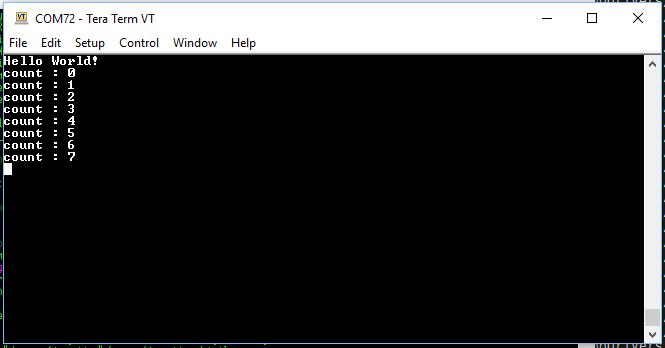 COM72 - Tera Term VT
File Edit Setup Control Window Help
Hello World!
count : 0
count : 1
count : 2
count : 3
count : 4
count : 5
count : 6
count : 7